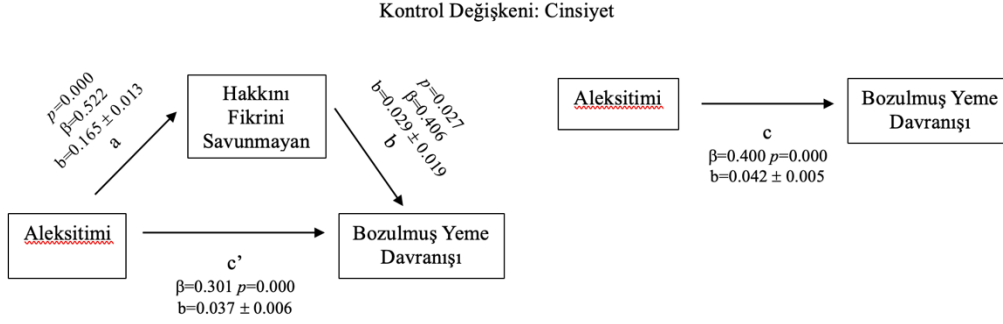 Kontrol Değişkeni: Cinsiyet
p=0.000
β=0.522
b=0.165 ± 0.013
a
Hakkını
Fikrini
Savunmayan
p=0.027
β=0.406
b=0.029 ± 0.019
b
Aleksitimi
Bozulmuş Yeme
Davranışı
c’
β=0.301 p=0.000
b=0.037 ± 0.006
Aleksitimi
Bozulmuş Yeme
Davranışı
c
β=0.400 p=0.000
b=0.042 ± 0.005